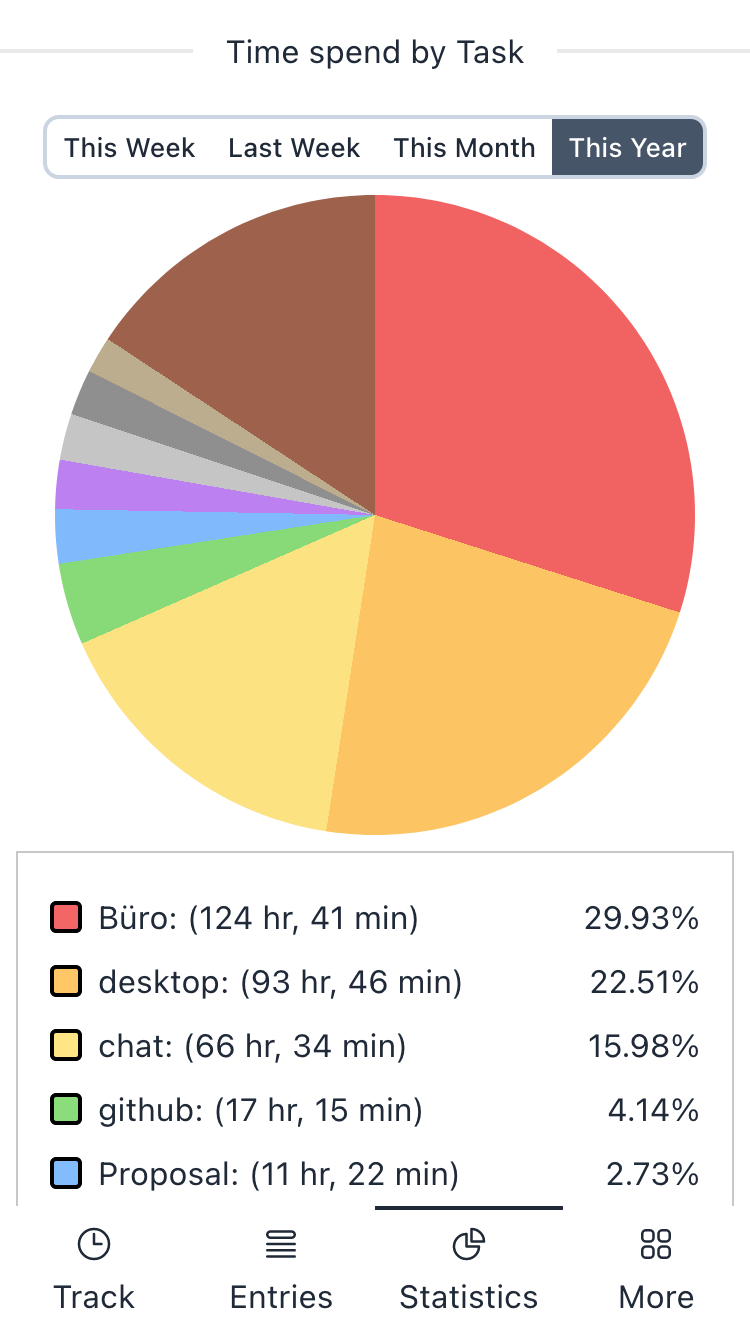 Time spend by Task
This Week Last Week This Month This Year
Büro: (124 hr, 41 min) 29.93%
desktop: (93 hr, 46 min) 22.51%
chat: (66 hr, 34 min) 15.98%
github: (17 hr, 15 min) 4.14%
Proposal: (11 hr, 22 min) 2.73%
Track Entries Statistics More